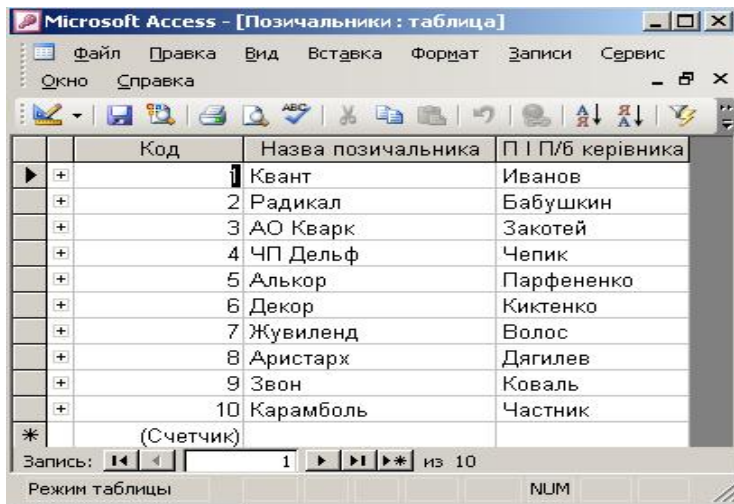 Microsoft Access - [Позичальники : таблица]
Файл Правка Вид Вставка Формат Записи Сервис
Окно Справка
Код Назва позичальника П І П/б керівника
1 Квант Иванов
2 Радикал Бабушкин
3 АО Кварк Закотей
4 ЧП Дельф Чепик
5 Алькор Парфененко
6 Декор Киктенко
7 Жувиленд Волос
8 Аристарх Дягилев
9 Звон Коваль
10 Карамболь Частник
(Счетчик)
Запись: 1 из 10
Режим таблицы NUM